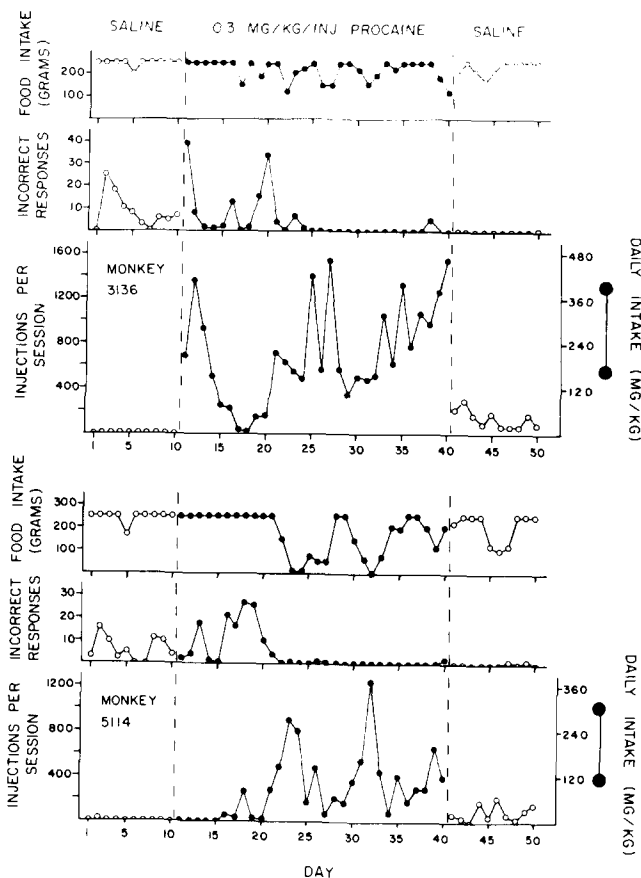 SALINE 0.3 MG/KG/INJ PROCAINE SALINE
FOOD INTAKE
(GRAMS)
200
100
INCORRECT
RESPONSES
40
30
20
10
INJECTIONS PER
SESSION
1600
1200
800
400
MONKEY
3136
480
360
240
120
DAILY INTAKE (MG/KG)
1 5 10 15 20 25 30 35 40 45 50
FOOD INTAKE
(GRAMS)
300
200
100
INCORRECT
RESPONSES
20
10
INJECTIONS PER
SESSION
1200
800
400
MONKEY
5114
360
240
120
DAILY INTAKE (MG/KG)
1 5 10 15 20 25 30 35 40 45 50
DAY